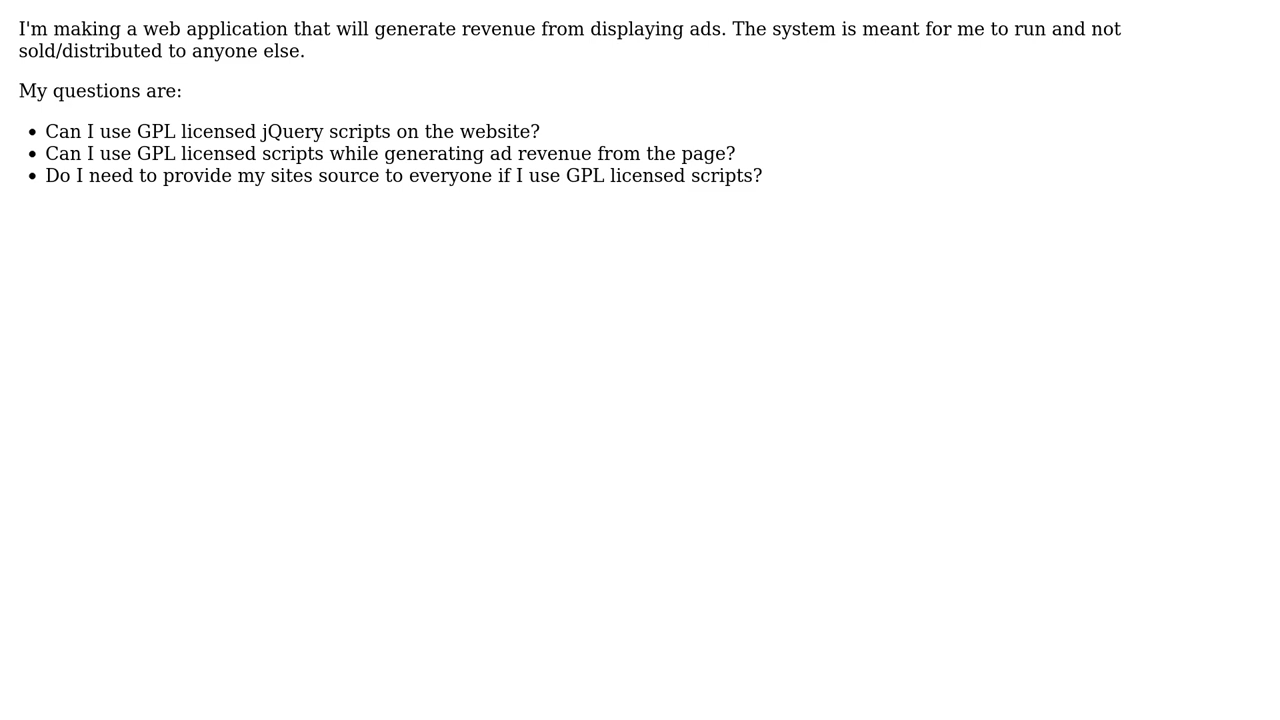 I'm making a web application that will generate revenue from displaying ads. The system is meant for me to run and not
sold/distributed to anyone else.
My questions are:
• Can I use GPL licensed jQuery scripts on the website?
• Can I use GPL licensed scripts while generating ad revenue from the page?
• Do I need to provide my sites source to everyone if I use GPL licensed scripts?